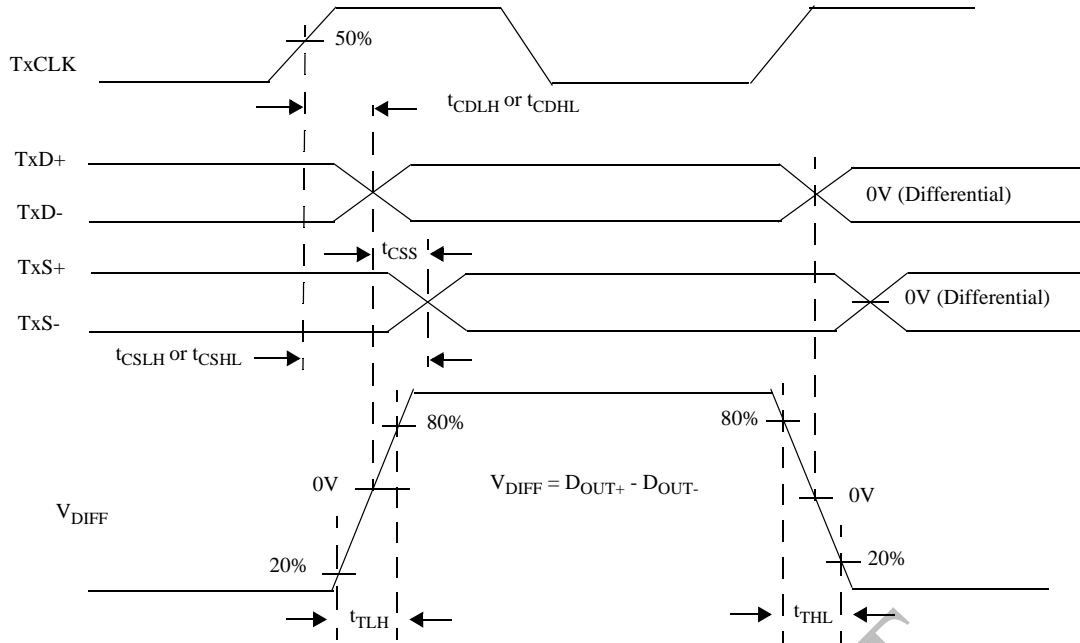 50%
TxCLK
tCDLH or tCDHL
TxD+
TxD-
0V (Differential)
tCSS
TxS+
TxS-
0V (Differential)
tCSLH or tCSHL
80%
80%
0V
VDIFF = DOUT+ - DOUT-
0V
VDIFF
20%
20%
tTLH
tTHL